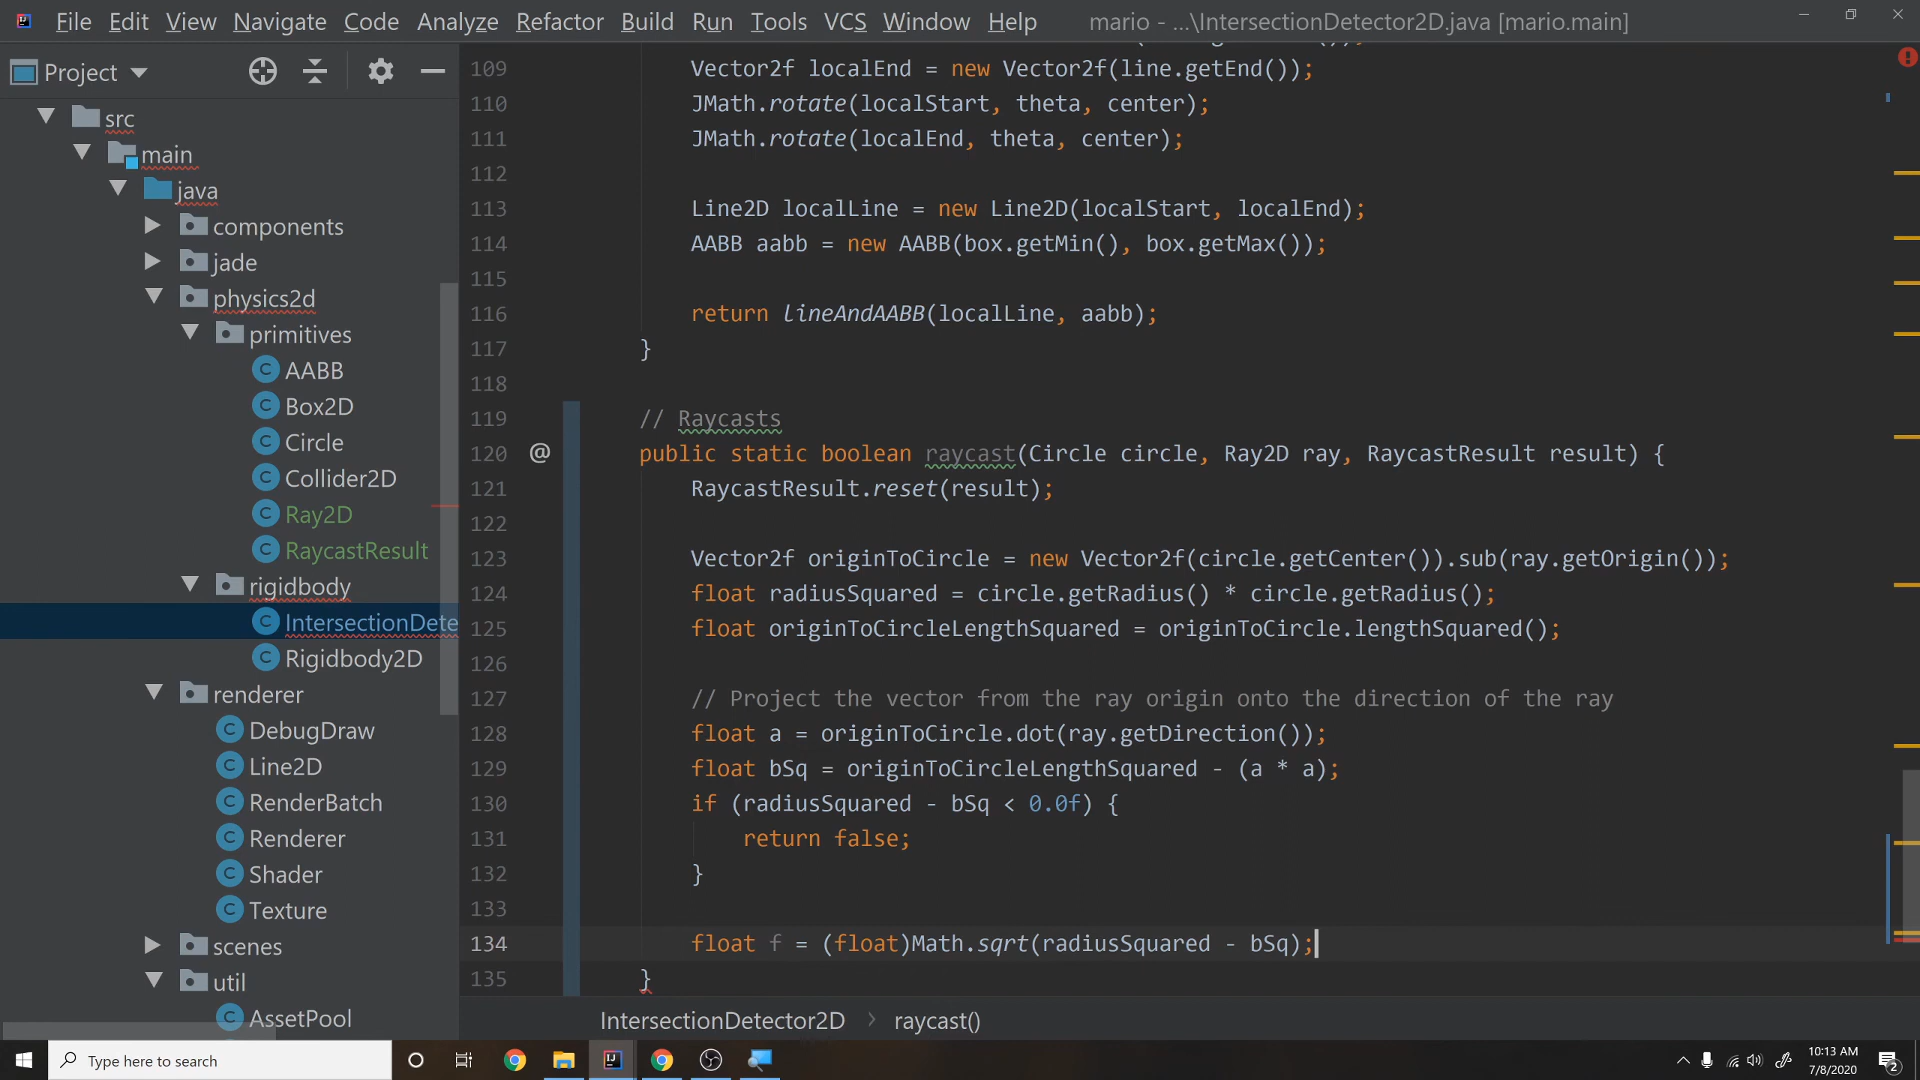 File Edit View Navigate Code Analyze Refactor Build Run Tools VCS Window Help mario - ...\IntersectionDetector2D.java [mario.main]
Project
src
main
java
components
jade
physics2d
primitives
AABB
Box2D
Circle
Collider2D
Ray2D
RaycastResult
rigidbody
IntersectionDete
Rigidbody2D
renderer
DebugDraw
Line2D
RenderBatch
Renderer
Shader
Texture
scenes
util
AssetPool
109 Vector2f localEnd = new Vector2f(line.getEnd());
110 JMath.rotate(localStart, theta, center);
111 JMath.rotate(localEnd, theta, center);
112
113 Line2D localLine = new Line2D(localStart, localEnd);
114 AABB aabb = new AABB(box.getMin(), box.getMax());
115
116 return lineAndAABB(localLine, aabb);
117 }
118
119 // Raycasts
120 @ public static boolean raycast(Circle circle, Ray2D ray, RaycastResult result) {
121 RaycastResult.reset(result);
122
123 Vector2f originToCircle = new Vector2f(circle.getCenter()).sub(ray.getOrigin());
124 float radiusSquared = circle.getRadius() * circle.getRadius();
125 float originToCircleLengthSquared = originToCircle.lengthSquared();
126
127 // Project the vector from the ray origin onto the direction of the ray
128 float a = originToCircle.dot(ray.getDirection());
129 float bSq = originToCircleLengthSquared - (a * a);
130 if (radiusSquared - bSq < 0.0f) {
131 return false;
132 }
133
134 float f = (float)Math.sqrt(radiusSquared - bSq);
135 }
IntersectionDetector2D > raycast()
Type here to search
10:13 AM
7/8/2020
2